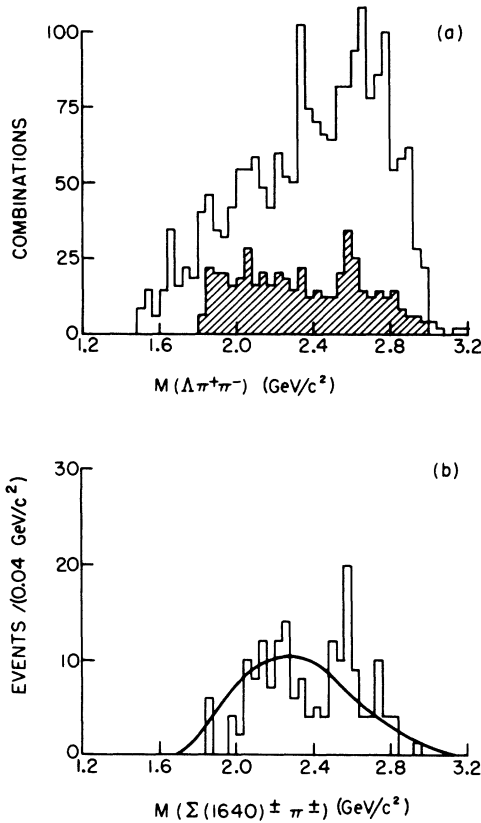 (a)
100
75
50
25
0
COMBINATIONS
1.2 1.6 2.0 2.4 2.8 3.2
M (Λπ⁺π⁻) (GeV/c²)
(b)
30
20
10
0
EVENTS /(0.04 GeV/c²)
1.2 1.6 2.0 2.4 2.8 3.2
M (Σ(1640)± π±) (GeV/c²)